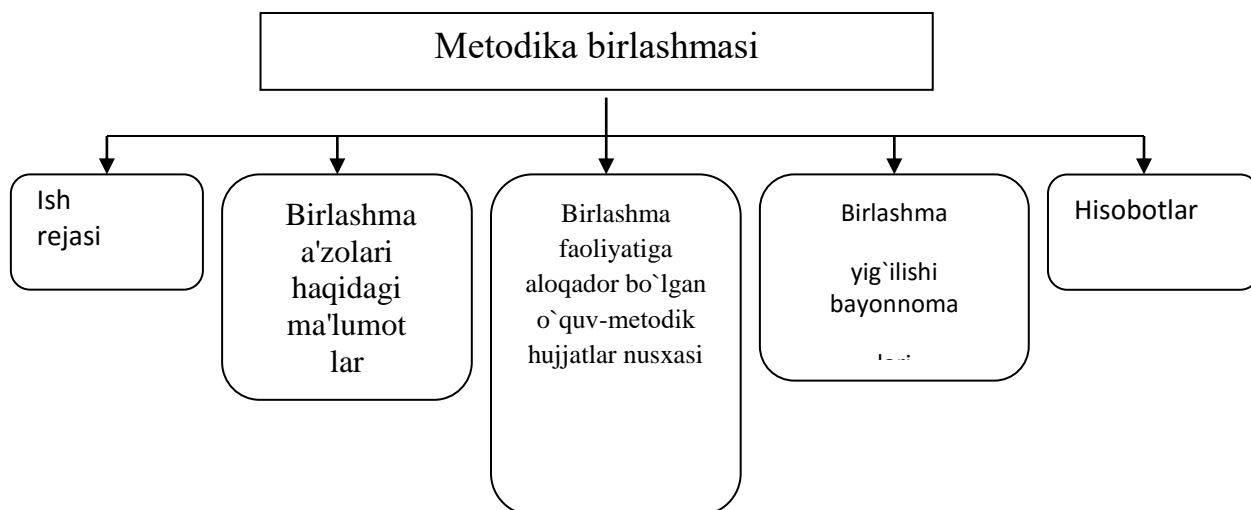 Metodika birlashmasi
Ish
rejasi
Birlashma
a'zolari
haqidagi
ma'lumot
lar
Birlashma
faoliyatiga
aloqador bo`lgan
o`quv-metodik
hujjatlar nusxasi
Birlashma
yig`ilishi
bayonnoma
Hisobotlar